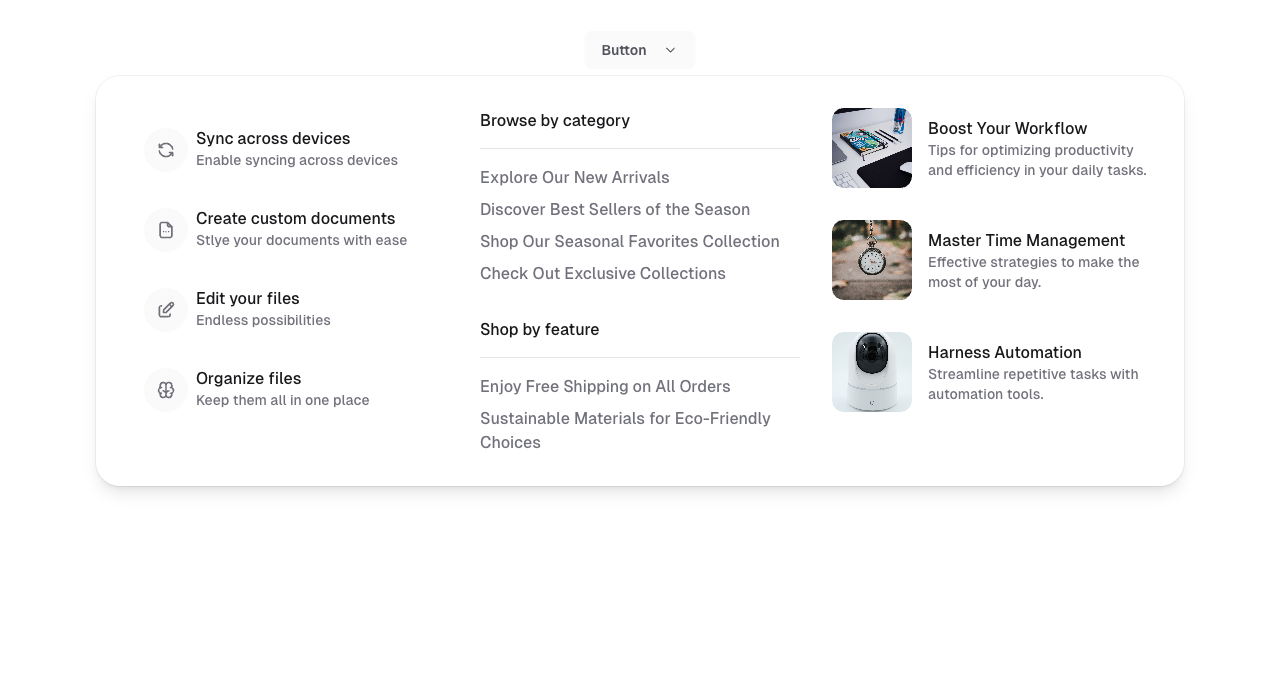 Button
Sync across devices
Enable syncing across devices
Create custom documents
Stlye your documents with ease
Edit your files
Endless possibilities
Organize files
Keep them all in one place
Browse by category
Explore Our New Arrivals
Discover Best Sellers of the Season
Shop Our Seasonal Favorites Collection
Check Out Exclusive Collections
Shop by feature
Enjoy Free Shipping on All Orders
Sustainable Materials for Eco-Friendly
Choices
Boost Your Workflow
Tips for optimizing productivity
and efficiency in your daily tasks.
Master Time Management
Effective strategies to make the
most of your day.
Harness Automation
Streamline repetitive tasks with
automation tools.